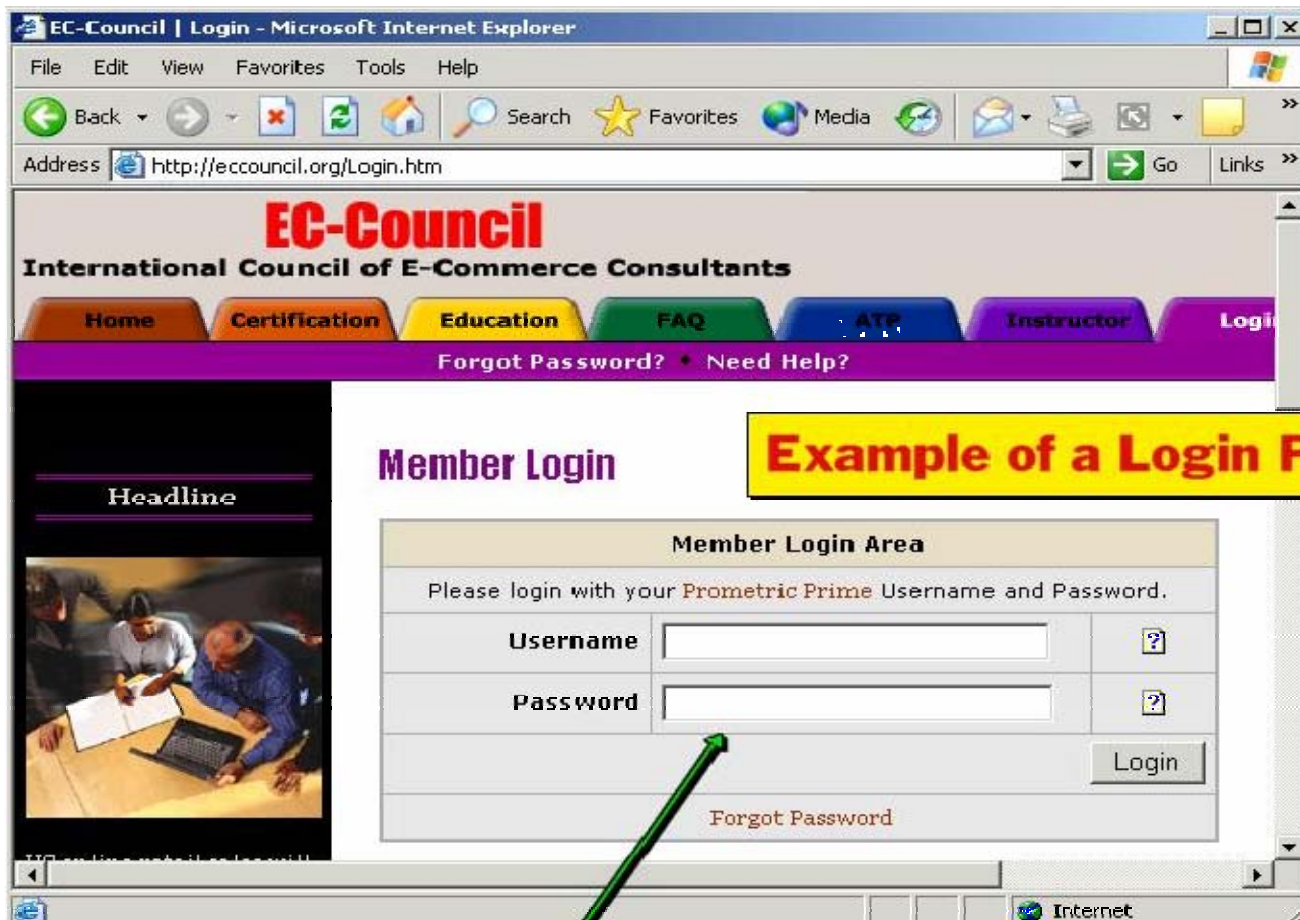 EC-Council | Login - Microsoft Internet Explorer
File Edit View Favorites Tools Help
Back Search Favorites Media
Address http://eccouncil.org/Login.htm Go Links
EC-Council
International Council of E-Commerce Consultants
Home Certification Education FAQ ATP Instructor Logi
Forgot Password? • Need Help?
Headline
Member Login
Example of a Login
Member Login Area
Please login with your Prometric Prime Username and Password.
Username
Password
Login
Forgot Password
Internet